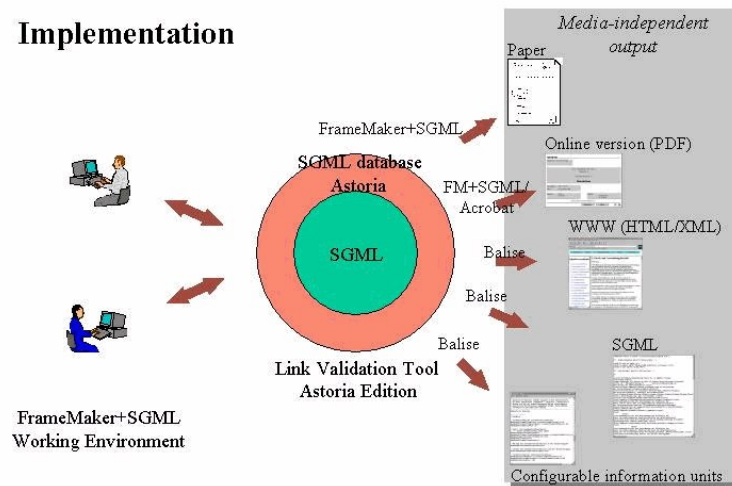 Implementation
Media-independent
output
Paper
FrameMaker+SGML
Online version (PDF)
SGML database
Astoria
FM+SGML/
Acrobat
WWW (HTML/XML)
SGML
Balise
Balise
Balise
SGML
Link Validation Tool
Astoria Edition
FrameMaker+SGML
Working Environment
Configurable information units